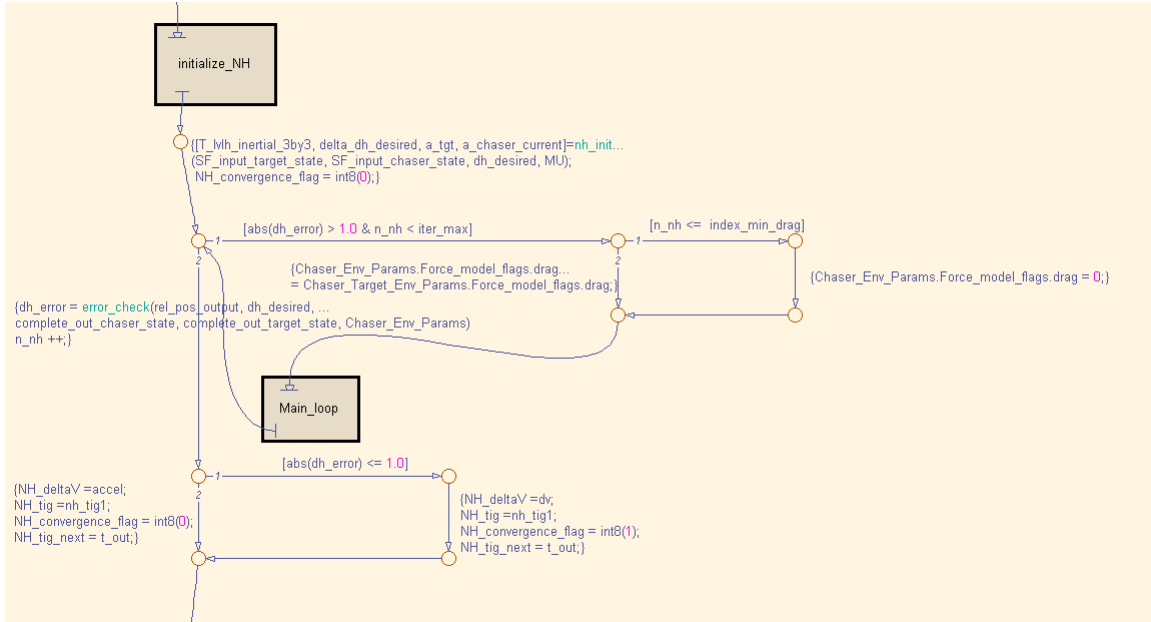 initialize_NH
{[T_lvlh_inertial_3by3, delta_dh_desired, a_tgt, a_chaser_current]=nh_init...
(SF_input_target_state, SF_input_chaser_state, dh_desired, MU);
NH_convergence_flag = int8(0);}
1
[abs(dh_error) > 1.0 & n_nh < iter_max]
1
[n_nh <= index_min_drag]
2
2
{Chaser_Env_Params.Force_model_flags.drag...
= Chaser_Target_Env_Params.Force_model_flags.drag;}
{Chaser_Env_Params.Force_model_flags.drag = 0;}
{dh_error = error_check(rel_pos_output, dh_desired, ...
complete_out_chaser_state, complete_out_target_state, Chaser_Env_Params)
n_nh ++;}
Main_loop
1
[abs(dh_error) <= 1.0]
2
{NH_deltaV =accel;
NH_tig =nh_tig1;
NH_convergence_flag = int8(0);
NH_tig_next = t_out;}
{NH_deltaV =dv;
NH_tig =nh_tig1;
NH_convergence_flag = int8(1);
NH_tig_next = t_out;}